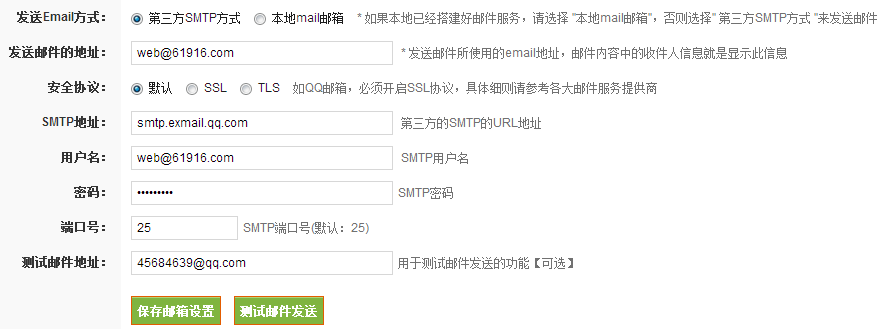 发送Email方式： 第三方SMTP方式 本地mail邮箱 * 如果本地已经搭建好邮件服务，请选择 "本地mail邮箱"，否则选择" 第三方SMTP方式 "来发送邮件
发送邮件的地址： web@61916.com * 发送邮件所使用的email地址，邮件内容中的收件人信息就是显示此信息
安全协议： 默认 SSL TLS 如QQ邮箱，必须开启SSL协议，具体细则请参考各大邮件服务提供商
SMTP地址： smtp.exmail.qq.com 第三方的SMTP的URL地址
用户名： web@61916.com SMTP用户名
密码： ••••••••• SMTP密码
端口号： 25 SMTP端口号(默认：25)
测试邮件地址： 45684639@qq.com 用于测试邮件发送的功能【可选】
保存邮箱设置 测试邮件发送